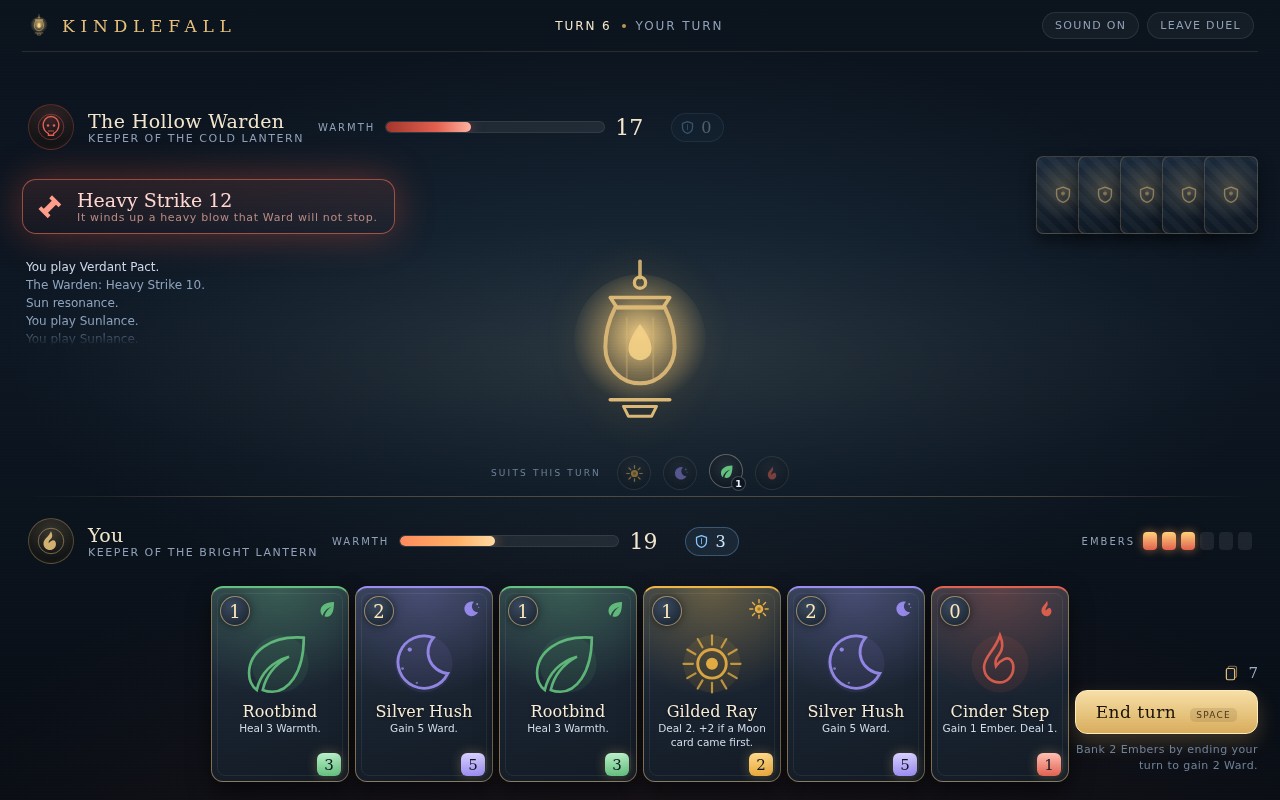 KINDLEFALL
TURN 6 • YOUR TURN
SOUND ON
LEAVE DUEL
The Hollow Warden
KEEPER OF THE COLD LANTERN
WARMTH
17
0
Heavy Strike 12
It winds up a heavy blow that Ward will not stop.
You play Verdant Pact.
The Warden: Heavy Strike 10.
Sun resonance.
You play Sunlance.
You play Sunlance.
SUITS THIS TURN
1
You
KEEPER OF THE BRIGHT LANTERN
WARMTH
19
3
EMBERS
1
Rootbind
Heal 3 Warmth.
3
2
Silver Hush
Gain 5 Ward.
5
1
Rootbind
Heal 3 Warmth.
3
1
Gilded Ray
Deal 2. +2 if a Moon
card came first.
2
2
Silver Hush
Gain 5 Ward.
5
0
Cinder Step
Gain 1 Ember. Deal 1.
1
7
End turn SPACE
Bank 2 Embers by ending your
turn to gain 2 Ward.